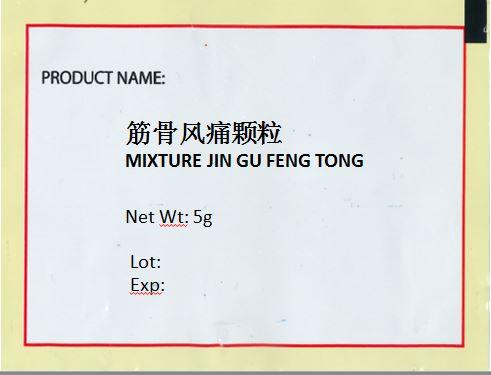 PRODUCT NAME:
筋骨风痛颗粒
MIXTURE JIN GU FENG TONG
Net Wt: 5g
Lot:
Exp: